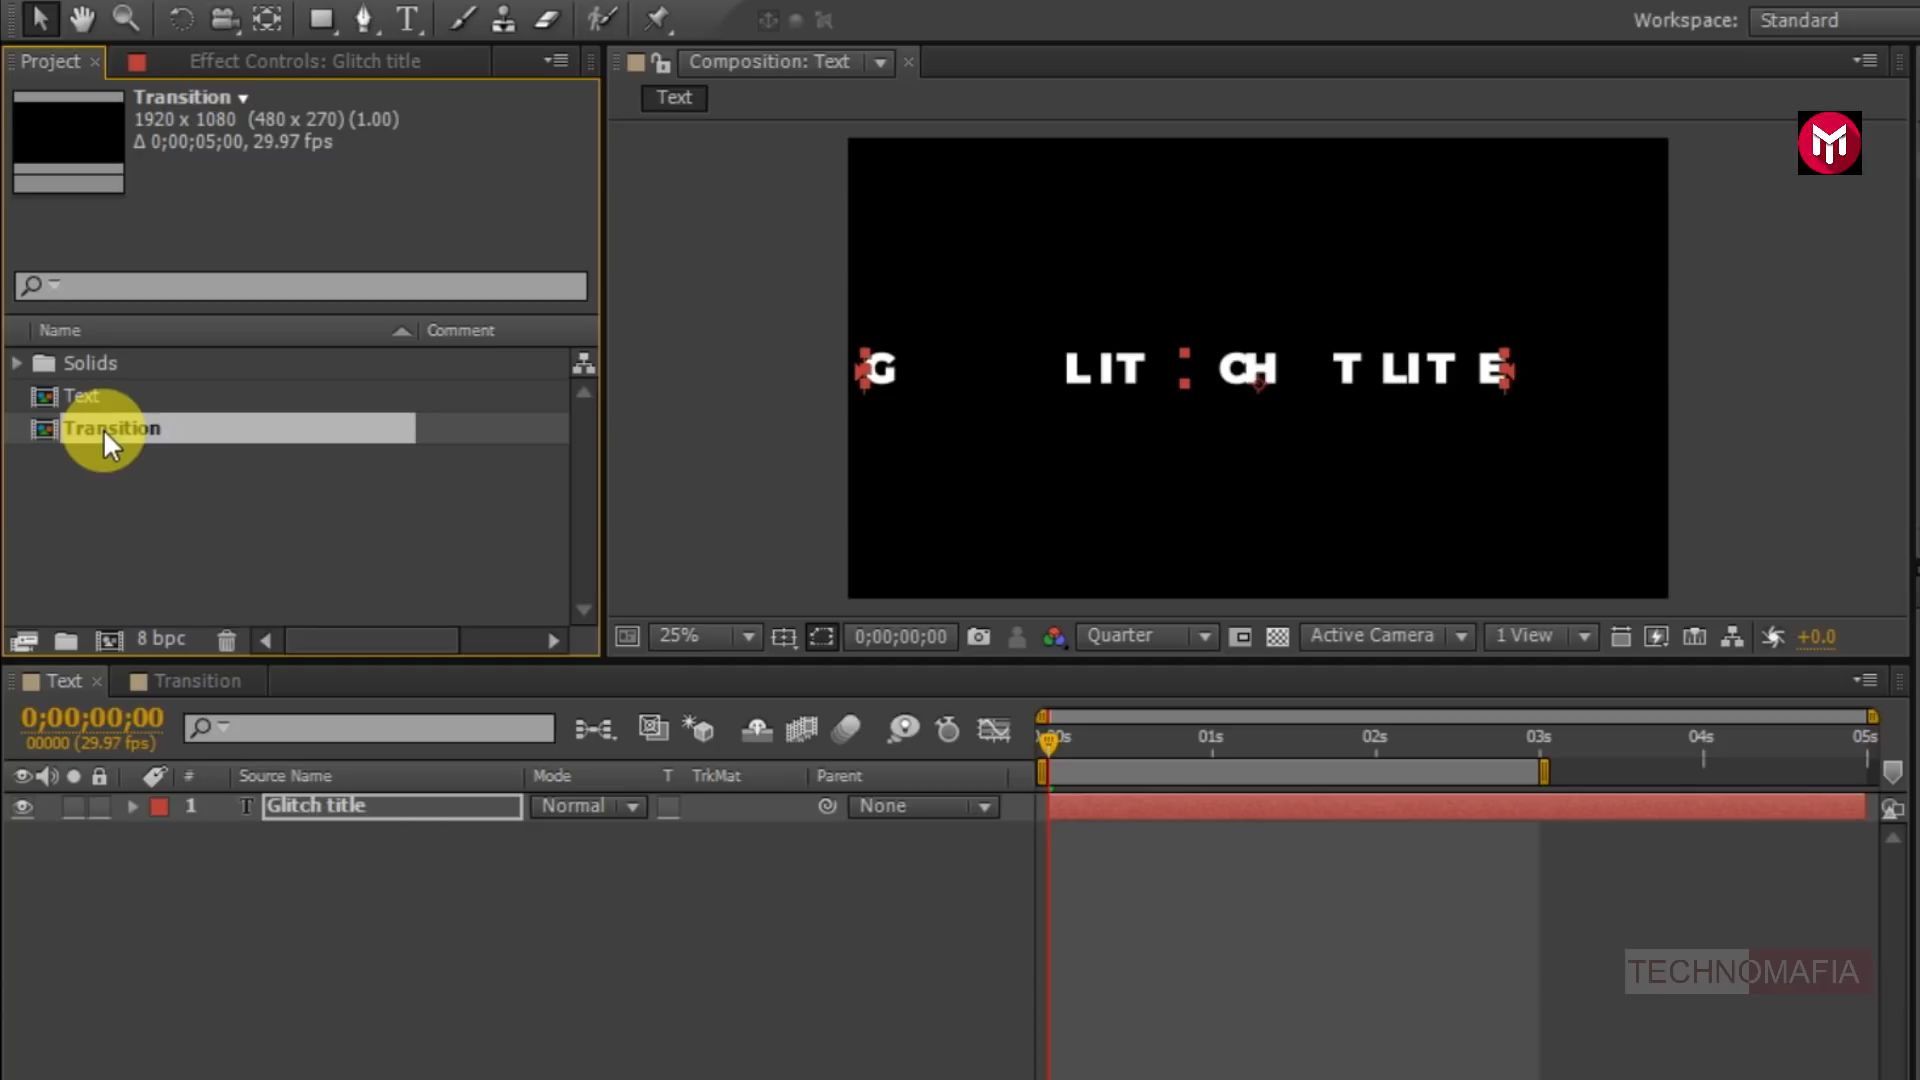 Workspace: Standard
Project Effect Controls: Glitch title
Composition: Text
Text
Transition
1920 x 1080 (480 x 270) (1.00)
Δ 0;00;05;00, 29.97 fps
Name Comment
Solids
Text
Transition
G LIT CH T LIT E
8 bpc
25% 0;00;00;00 Quarter Active Camera 1 View +0.0
Text Transition
0;00;00;00
00000 (29.97 fps)
01s 02s 03s 04s 05s
# Source Name Mode T TrkMat Parent
1 T Glitch title Normal None
TECHNOMAFIA